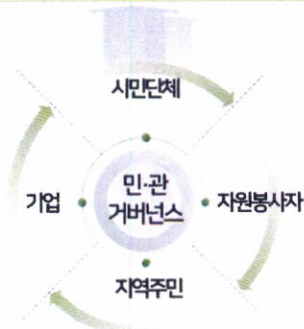 시민단체
기업
민·관
거버넌스
자원봉사자
지역주민